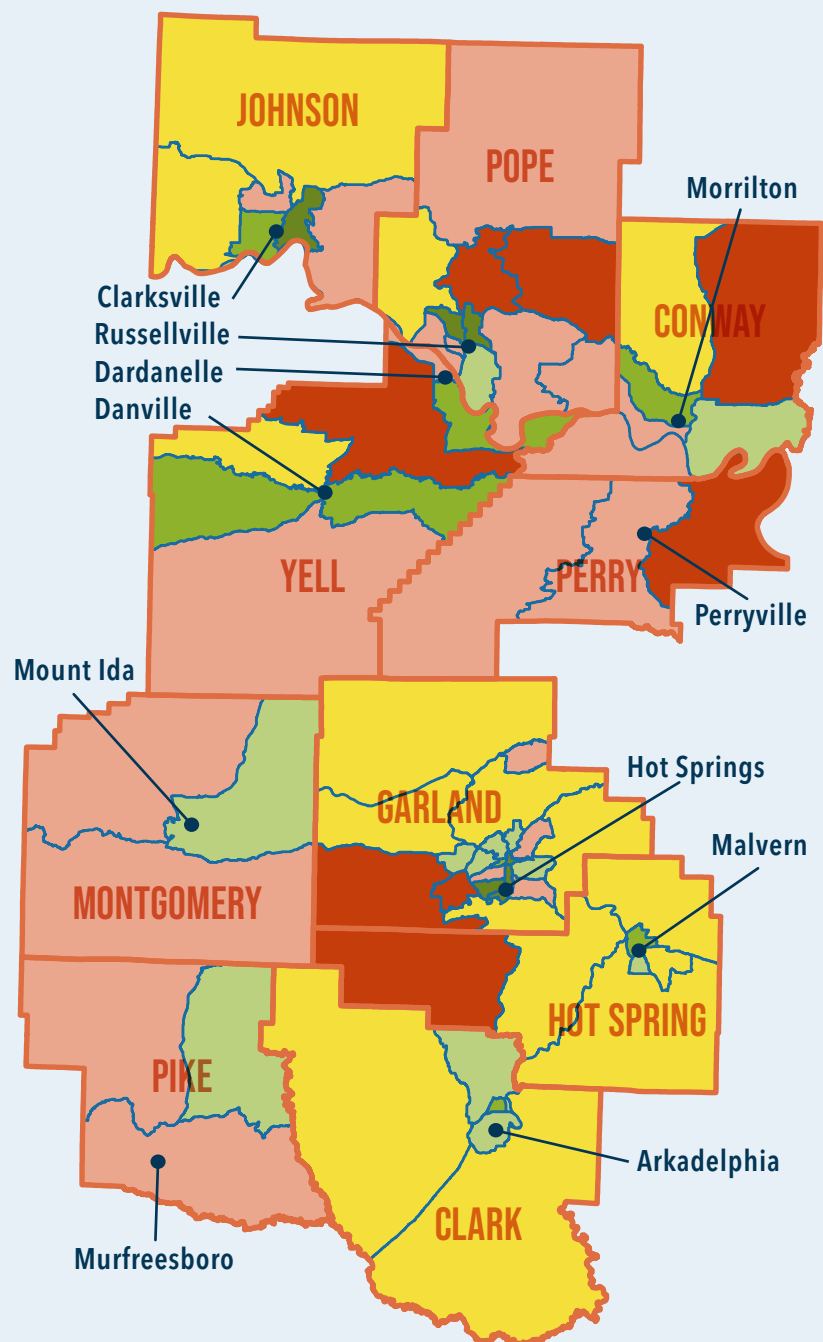 JOHNSON
POPE
Morrilton
Clarksville
CONWAY
Russellville
Dardanelle
Danville
YELL
PERRY
Perryville
Mount Ida
Hot Springs
GARLAND
Malvern
MONTGOMERY
HOT SPRING
PIKE
Arkadelphia
CLARK
Murfreesboro